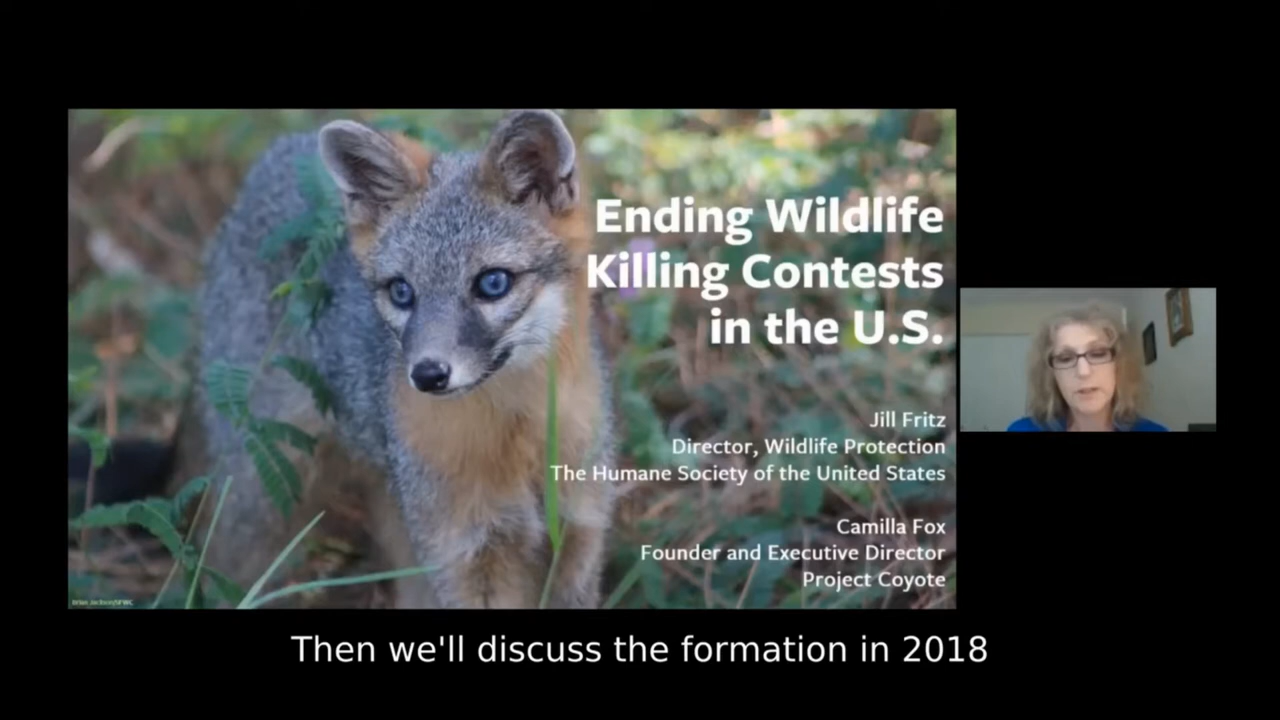 Ending Wildlife
Killing Contests
in the U.S.
Jill Fritz
Director, Wildlife Protection
The Humane Society of the United States
Camilla Fox
Founder and Executive Director
Project Coyote
Then we'll discuss the formation in 2018